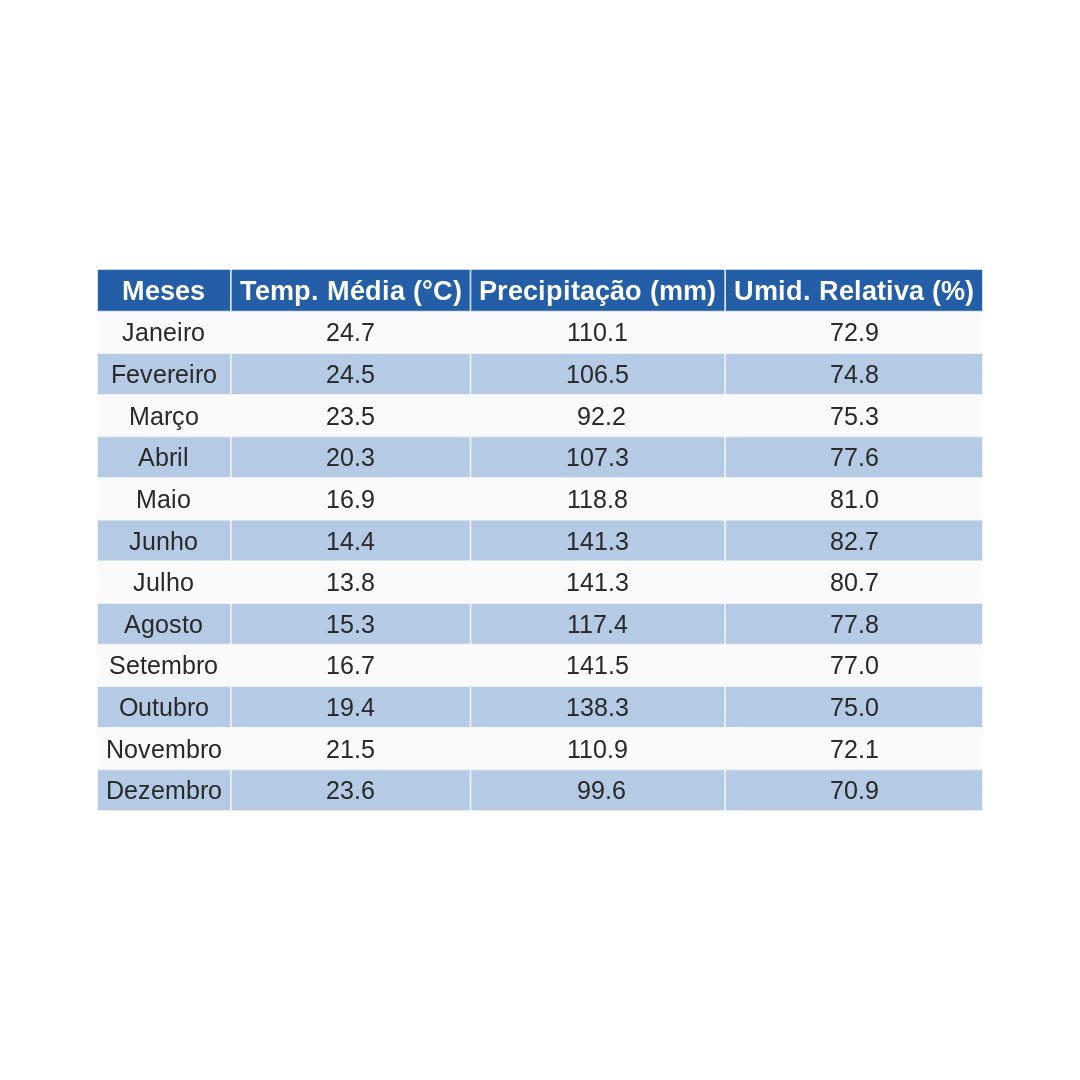 Meses Temp. Média (°C) Precipitação (mm) Umid. Relativa (%)
Janeiro 24.7 110.1 72.9
Fevereiro 24.5 106.5 74.8
Março 23.5 92.2 75.3
Abril 20.3 107.3 77.6
Maio 16.9 118.8 81.0
Junho 14.4 141.3 82.7
Julho 13.8 141.3 80.7
Agosto 15.3 117.4 77.8
Setembro 16.7 141.5 77.0
Outubro 19.4 138.3 75.0
Novembro 21.5 110.9 72.1
Dezembro 23.6 99.6 70.9